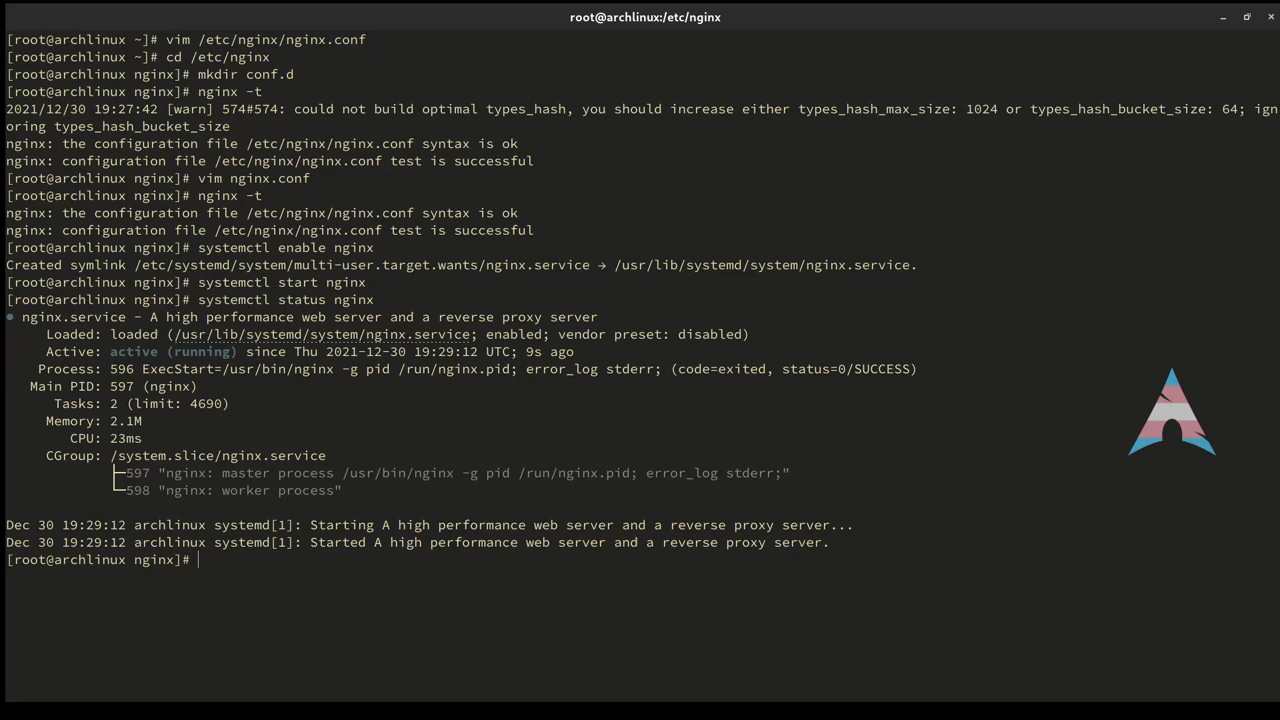 root@archlinux:/etc/nginx
[root@archlinux ~]# vim /etc/nginx/nginx.conf
[root@archlinux ~]# cd /etc/nginx
[root@archlinux nginx]# mkdir conf.d
[root@archlinux nginx]# nginx -t
2021/12/30 19:27:42 [warn] 574#574: could not build optimal types_hash, you should increase either types_hash_max_size: 1024 or types_hash_bucket_size: 64; ign
oring types_hash_bucket_size
nginx: the configuration file /etc/nginx/nginx.conf syntax is ok
nginx: configuration file /etc/nginx/nginx.conf test is successful
[root@archlinux nginx]# vim nginx.conf
[root@archlinux nginx]# nginx -t
nginx: the configuration file /etc/nginx/nginx.conf syntax is ok
nginx: configuration file /etc/nginx/nginx.conf test is successful
[root@archlinux nginx]# systemctl enable nginx
Created symlink /etc/systemd/system/multi-user.target.wants/nginx.service → /usr/lib/systemd/system/nginx.service.
[root@archlinux nginx]# systemctl start nginx
[root@archlinux nginx]# systemctl status nginx
● nginx.service - A high performance web server and a reverse proxy server
Loaded: loaded (/usr/lib/systemd/system/nginx.service; enabled; vendor preset: disabled)
Active: active (running) since Thu 2021-12-30 19:29:12 UTC; 9s ago
Process: 596 ExecStart=/usr/bin/nginx -g pid /run/nginx.pid; error_log stderr; (code=exited, status=0/SUCCESS)
Main PID: 597 (nginx)
Tasks: 2 (limit: 4690)
Memory: 2.1M
CPU: 23ms
CGroup: /system.slice/nginx.service
├─597 "nginx: master process /usr/bin/nginx -g pid /run/nginx.pid; error_log stderr;"
└─598 "nginx: worker process"
Dec 30 19:29:12 archlinux systemd[1]: Starting A high performance web server and a reverse proxy server...
Dec 30 19:29:12 archlinux systemd[1]: Started A high performance web server and a reverse proxy server.
[root@archlinux nginx]#